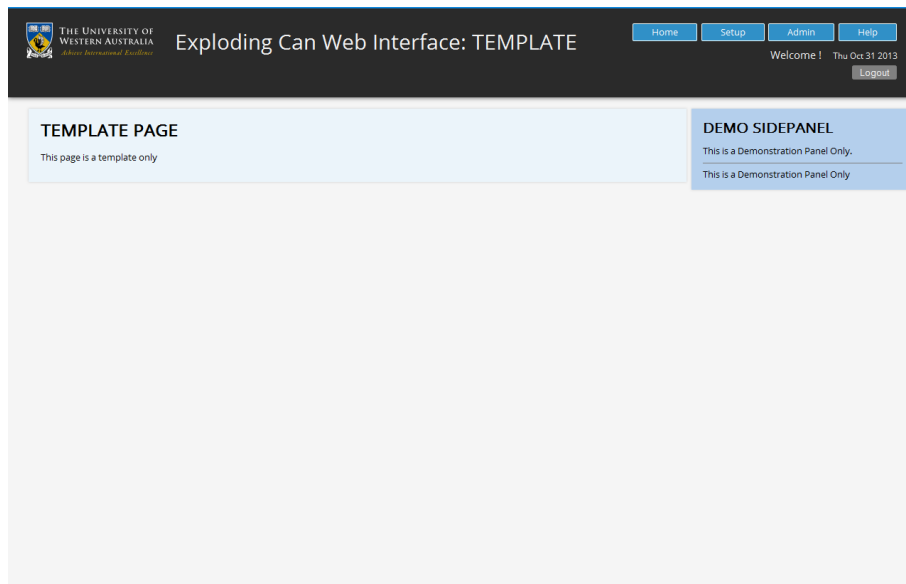 THE UNIVERSITY OF
WESTERN AUSTRALIA
Achieve International Excellence
Exploding Can Web Interface: TEMPLATE
Home Setup Admin Help
Welcome ! Thu Oct 31 2013
Logout
TEMPLATE PAGE
This page is a template only
DEMO SIDEPANEL
This is a Demonstration Panel Only.
This is a Demonstration Panel Only